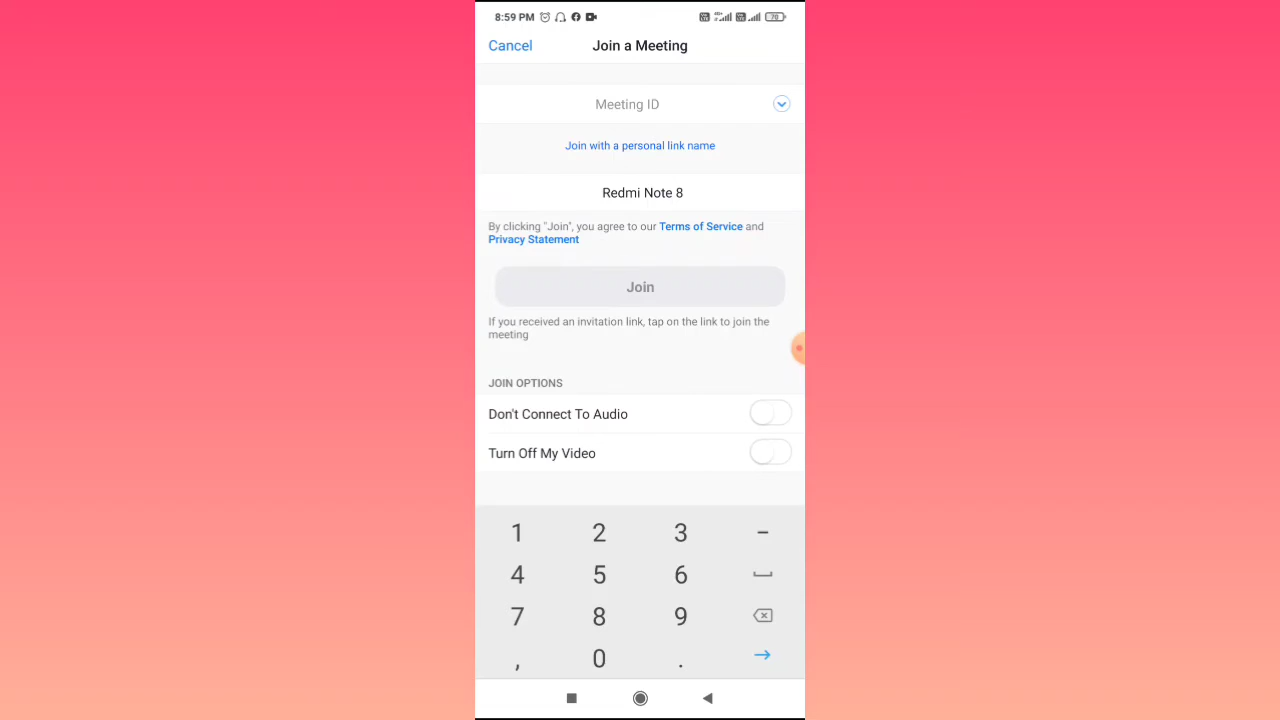 8:59 PM 70
Cancel Join a Meeting
Meeting ID
Join with a personal link name
Redmi Note 8
By clicking "Join", you agree to our Terms of Service and
Privacy Statement
Join
If you received an invitation link, tap on the link to join the
meeting
JOIN OPTIONS
Don't Connect To Audio
Turn Off My Video
1 2 3 -
4 5 6
7 8 9
, 0 .